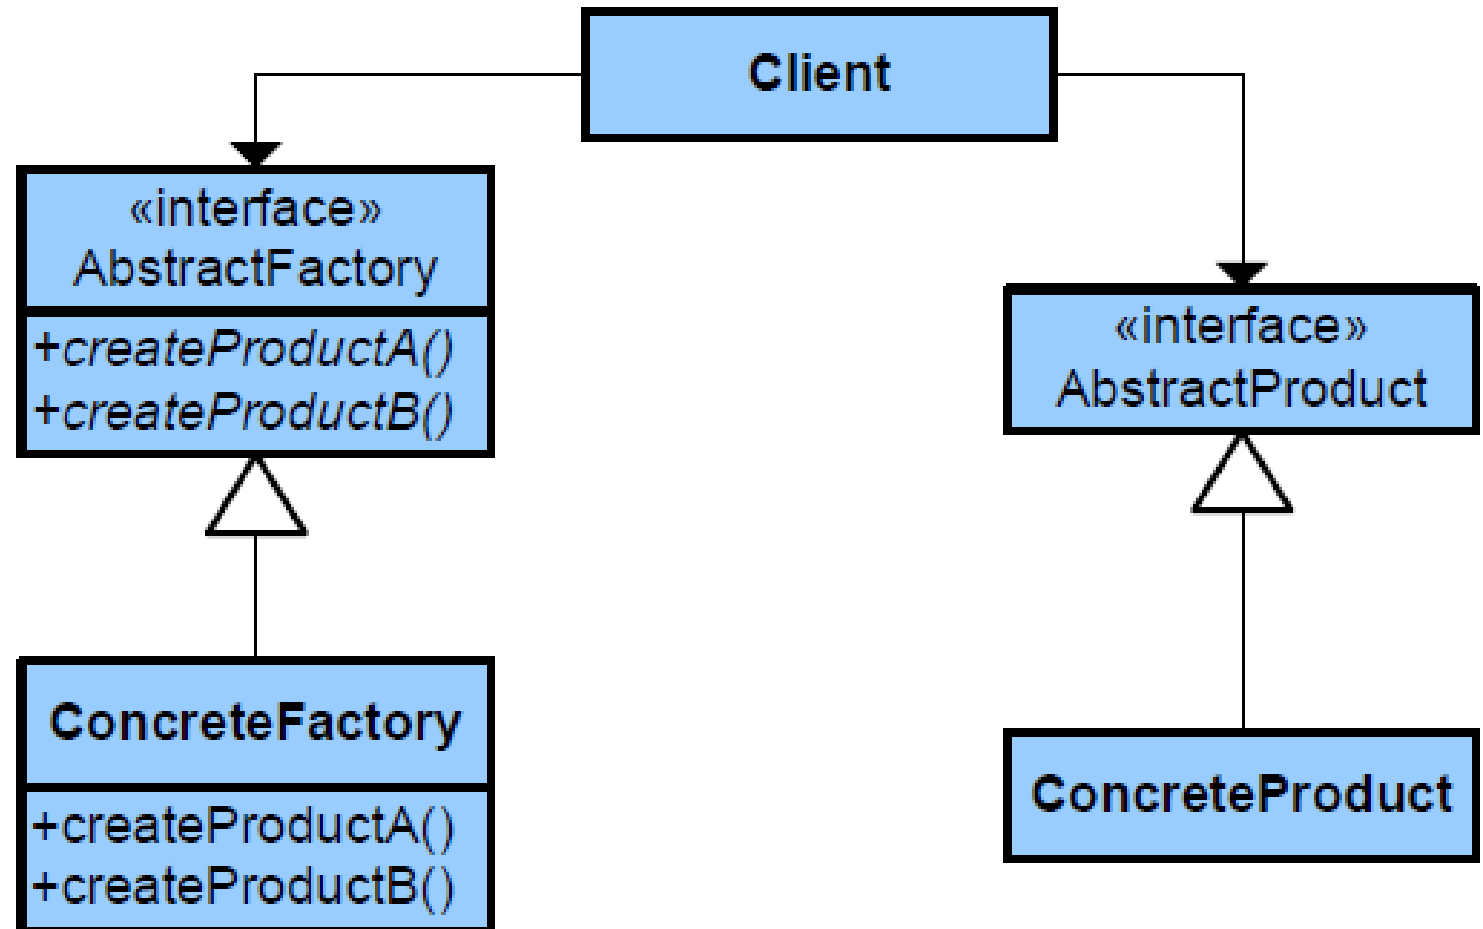 Client
«interface»
AbstractFactory
+createProductA()
+createProductB()
«interface»
AbstractProduct
ConcreteFactory
+createProductA()
+createProductB()
ConcreteProduct